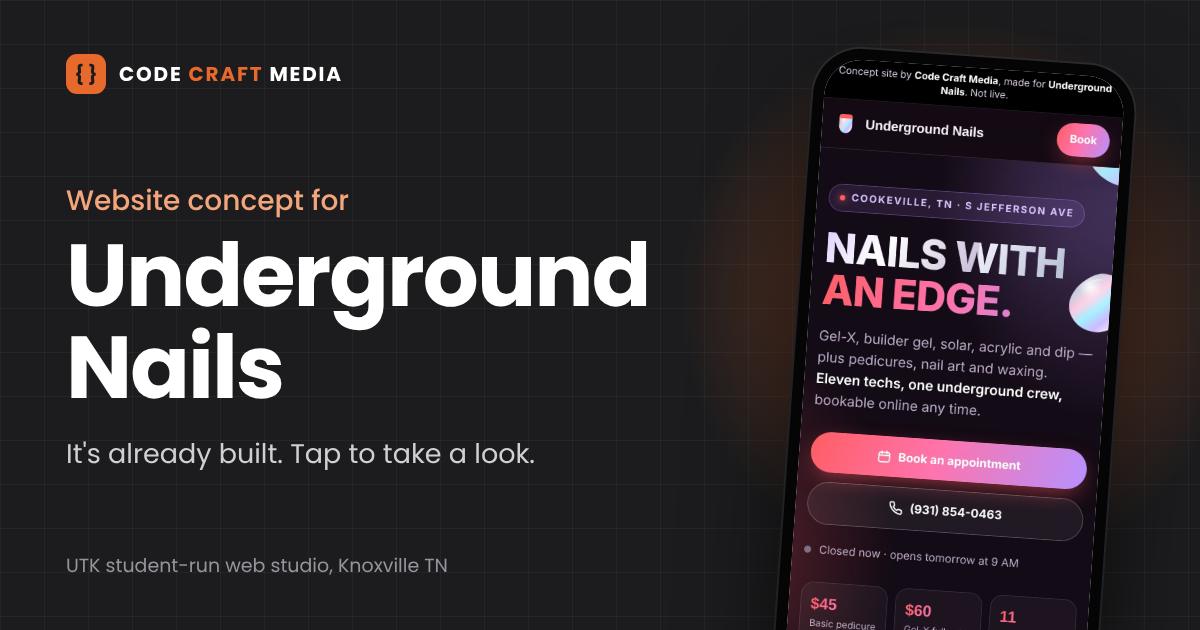 { } CODE CRAFT MEDIA
Website concept for
Underground
Nails
It's already built. Tap to take a look.
UTK student-run web studio, Knoxville TN
Concept site by Code Craft Media, made for Underground
Nails. Not live.
Underground Nails
Book
COOKEVILLE, TN · S JEFFERSON AVE
NAILS WITH
AN EDGE.
Gel-X, builder gel, solar, acrylic and dip —
plus pedicures, nail art and waxing.
Eleven techs, one underground crew,
bookable online any time.
Book an appointment
(931) 854-0463
Closed now · opens tomorrow at 9 AM
$45
Basic pedicure
$60
11